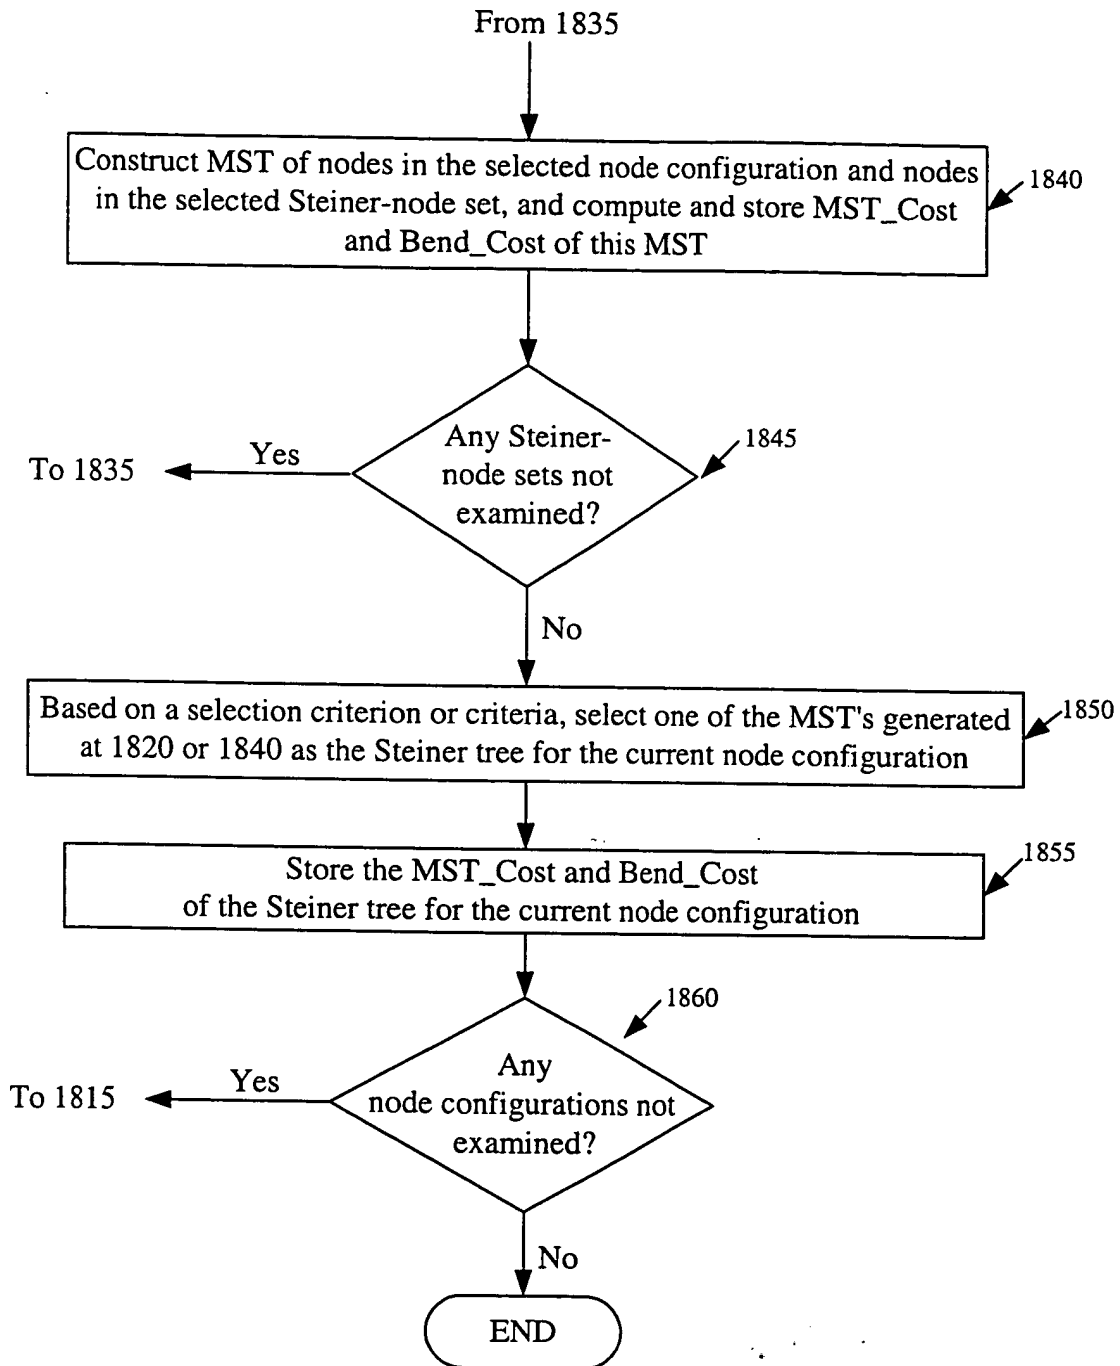 From 1835
Construct MST of nodes in the selected node configuration and nodes
in the selected Steiner-node set, and compute and store MST_Cost
and Bend_Cost of this MST
1840
Any Steiner-
node sets not
examined?
1845
Yes
To 1835
No
Based on a selection criterion or criteria, select one of the MST's generated
at 1820 or 1840 as the Steiner tree for the current node configuration
1850
Store the MST_Cost and Bend_Cost
of the Steiner tree for the current node configuration
1855
1860
Any
node configurations not
examined?
Yes
To 1815
No
END